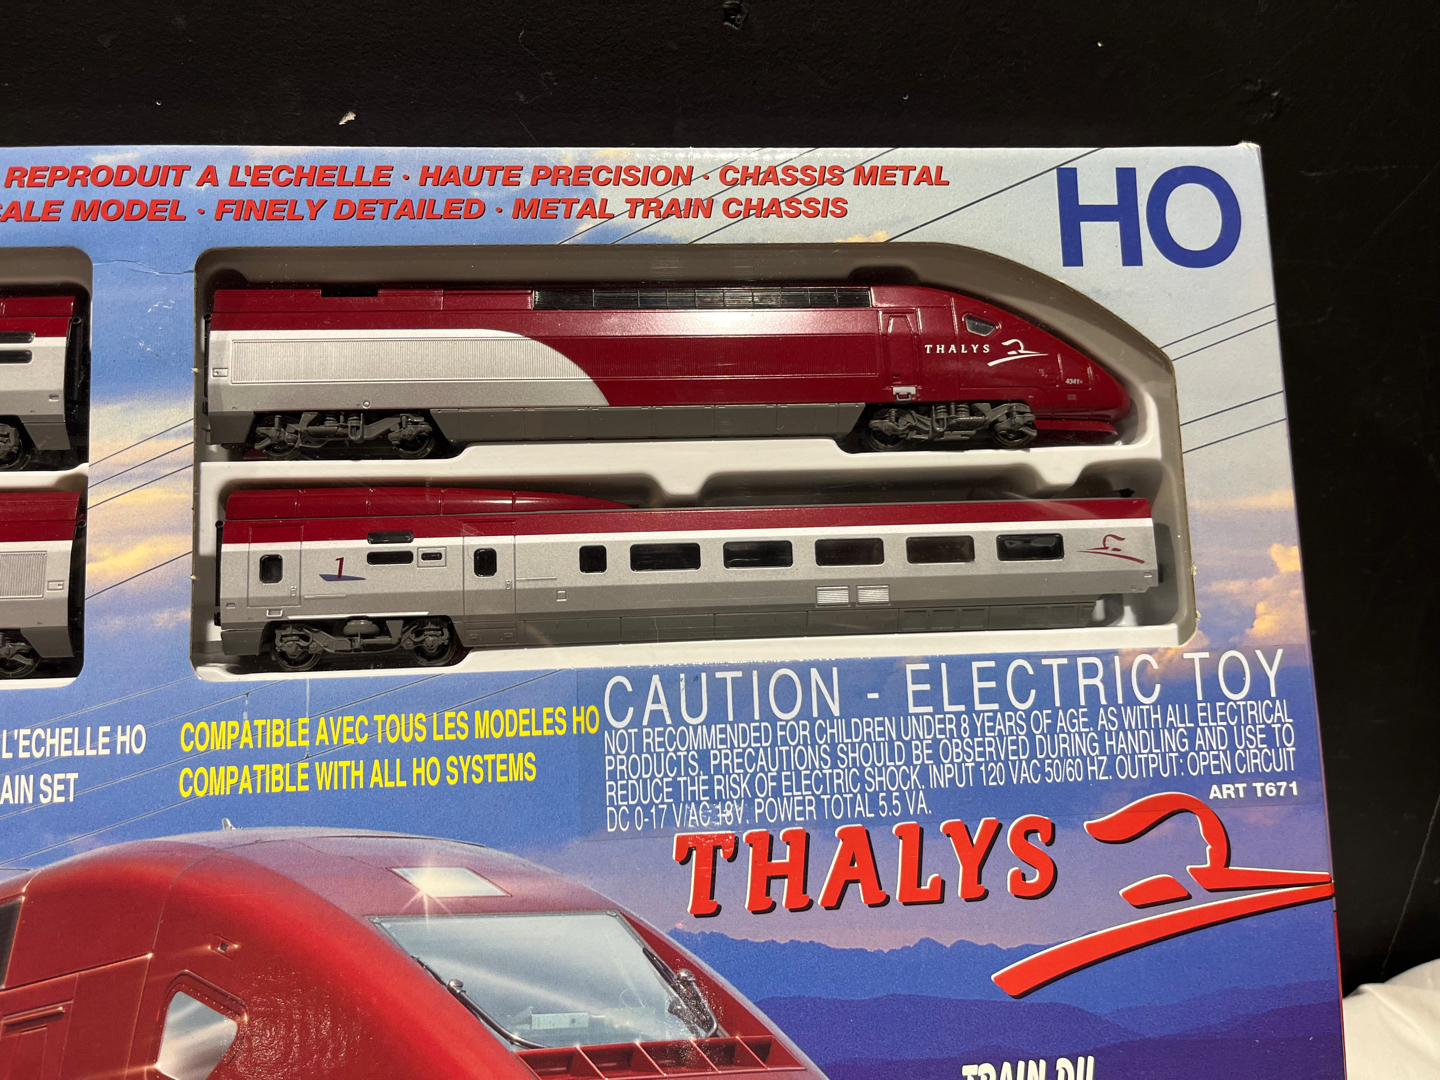 REPRODUIT A L'ECHELLE · HAUTE PRECISION · CHASSIS METAL
MODEL · FINELY DETAILED · METAL TRAIN CHASSIS
HO
THALYS
1
L'ECHELLE HO
SET
COMPATIBLE AVEC TOUS LES MODELES HO
COMPATIBLE WITH ALL HO SYSTEMS
CAUTION - ELECTRIC TOY
NOT RECOMMENDED FOR CHILDREN UNDER 8 YEARS OF AGE. AS WITH ALL ELECTRICAL
PRODUCTS, PRECAUTIONS SHOULD BE OBSERVED DURING HANDLING AND USE TO
REDUCE THE RISK OF ELECTRIC SHOCK. INPUT 120 VAC 50/60 HZ. OUTPUT: OPEN CIRCUIT
DC 0-17 V/AC 18V. POWER TOTAL 5.5 VA.
ART T671
THALYS
TRAIN DU